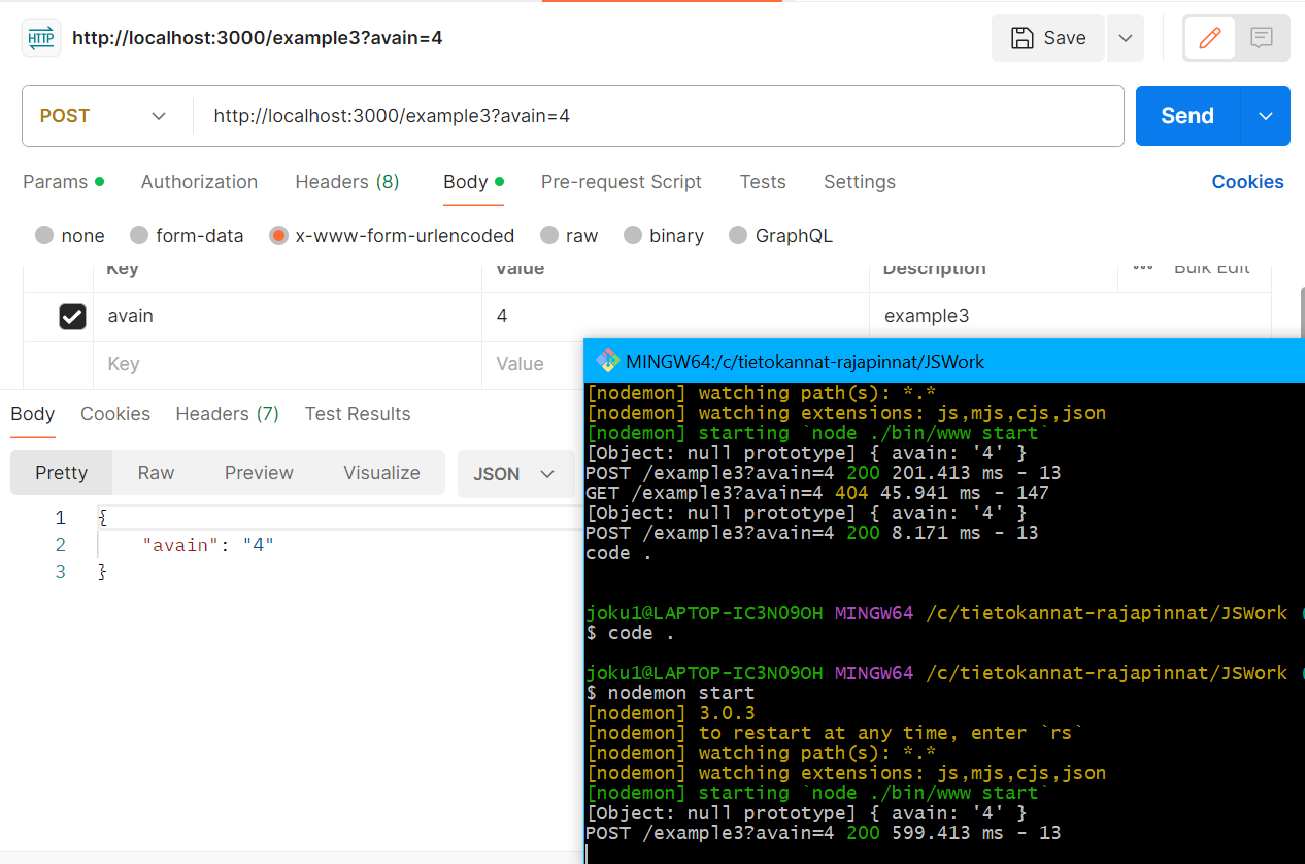 HTTP http://localhost:3000/example3?avain=4 Save
POST http://localhost:3000/example3?avain=4 Send
Params Authorization Headers (8) Body Pre-request Script Tests Settings Cookies
none form-data x-www-form-urlencoded raw binary GraphQL
Key Value Description Bulk Edit
avain 4 example3
Key Value
Body Cookies Headers (7) Test Results
Pretty Raw Preview Visualize JSON
1 {
2 "avain": "4"
3 }
MINGW64:/c/tietokannat-rajapinnat/JSWork
[nodemon] watching path(s): *.*
[nodemon] watching extensions: js,mjs,cjs,json
[nodemon] starting `node ./bin/www start`
[Object: null prototype] { avain: '4' }
POST /example3?avain=4 200 201.413 ms - 13
GET /example3?avain=4 404 45.941 ms - 147
[Object: null prototype] { avain: '4' }
POST /example3?avain=4 200 8.171 ms - 13
code .
joku1@LAPTOP-IC3NO9OH MINGW64 /c/tietokannat-rajapinnat/JSWork (
$ code .
joku1@LAPTOP-IC3NO9OH MINGW64 /c/tietokannat-rajapinnat/JSWork (
$ nodemon start
[nodemon] 3.0.3
[nodemon] to restart at any time, enter `rs`
[nodemon] watching path(s): *.*
[nodemon] watching extensions: js,mjs,cjs,json
[nodemon] starting `node ./bin/www start`
[Object: null prototype] { avain: '4' }
POST /example3?avain=4 200 599.413 ms - 13